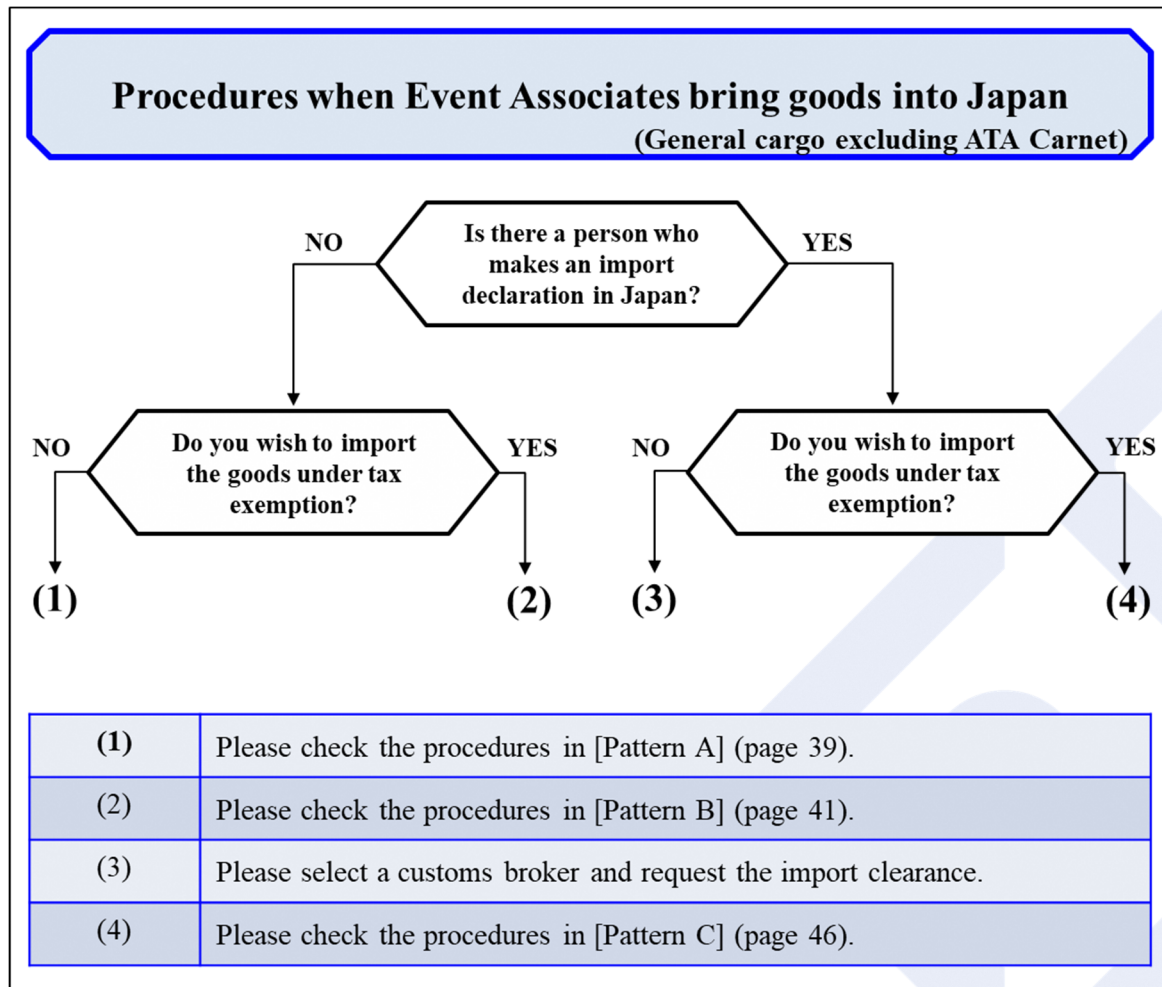 Procedures when Event Associates bring goods into Japan
(General cargo excluding ATA Carnet)
Is there a person who
makes an import
declaration in Japan?
NO
YES
Do you wish to import
the goods under tax
exemption?
NO
YES
Do you wish to import
the goods under tax
exemption?
NO
YES
(1)
(2)
(3)
(4)
(1) Please check the procedures in [Pattern A] (page 39).
(2) Please check the procedures in [Pattern B] (page 41).
(3) Please select a customs broker and request the import clearance.
(4) Please check the procedures in [Pattern C] (page 46).